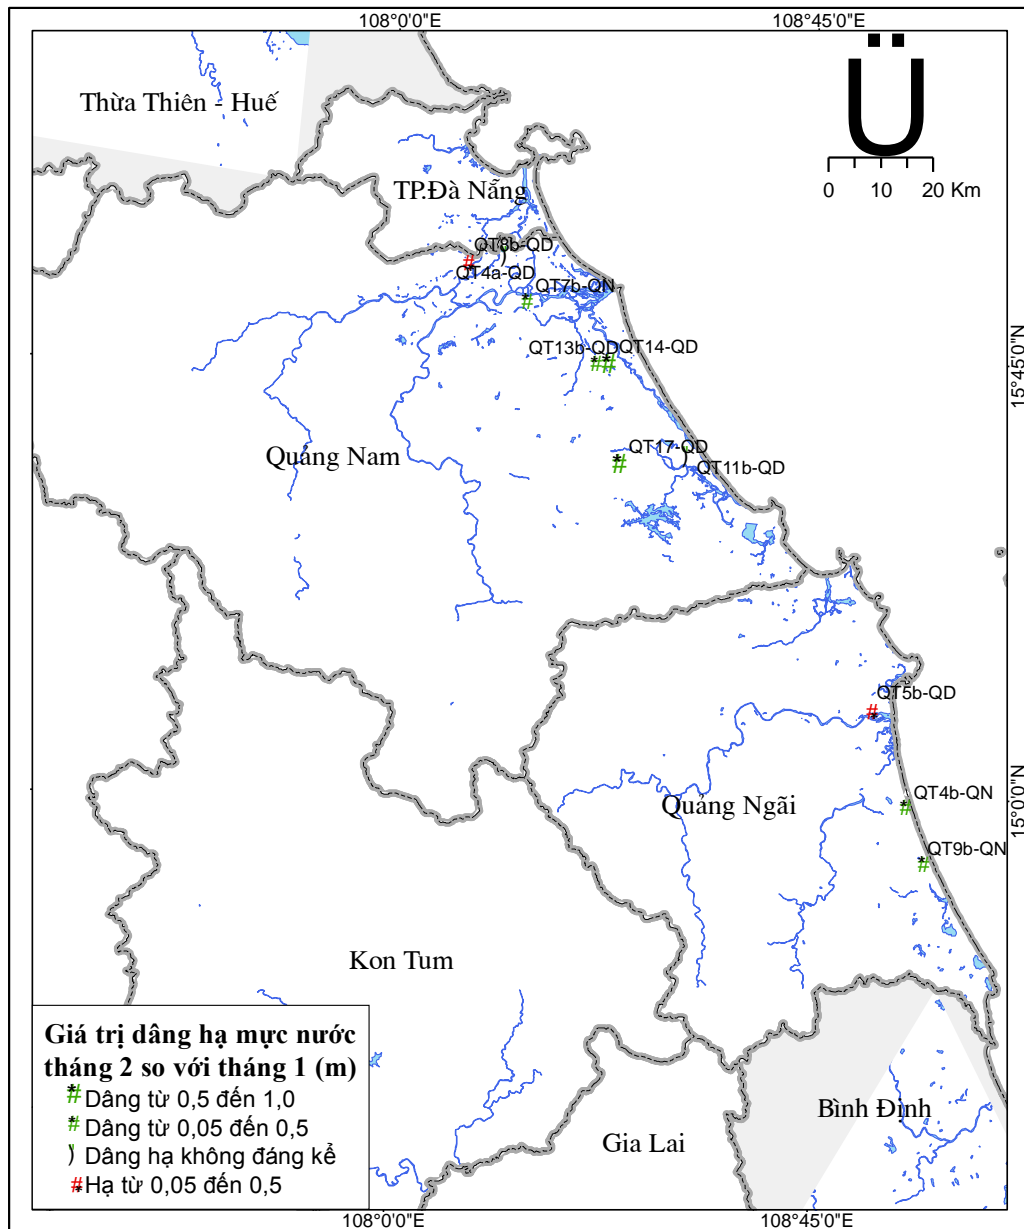 108°0'0"E
108°45'0"E
Thừa Thiên - Huế
Ü
0 10 20 Km
TP.Đà Nẵng
QT8b-QD
QT4a-QD
QT7b-QN
QT13b-QD
QT14-QD
15°45'0"N
Quảng Nam
QT17-QD
QT11b-QD
QT5b-QD
Quảng Ngãi
QT4b-QN
15°0'0"N
QT9b-QN
Kon Tum
Giá trị dâng hạ mực nước
tháng 2 so với tháng 1 (m)
# Dâng từ 0,5 đến 1,0
# Dâng từ 0,05 đến 0,5
) Dâng hạ không đáng kể
# Hạ từ 0,05 đến 0,5
Bình Định
Gia Lai
108°0'0"E
108°45'0"E